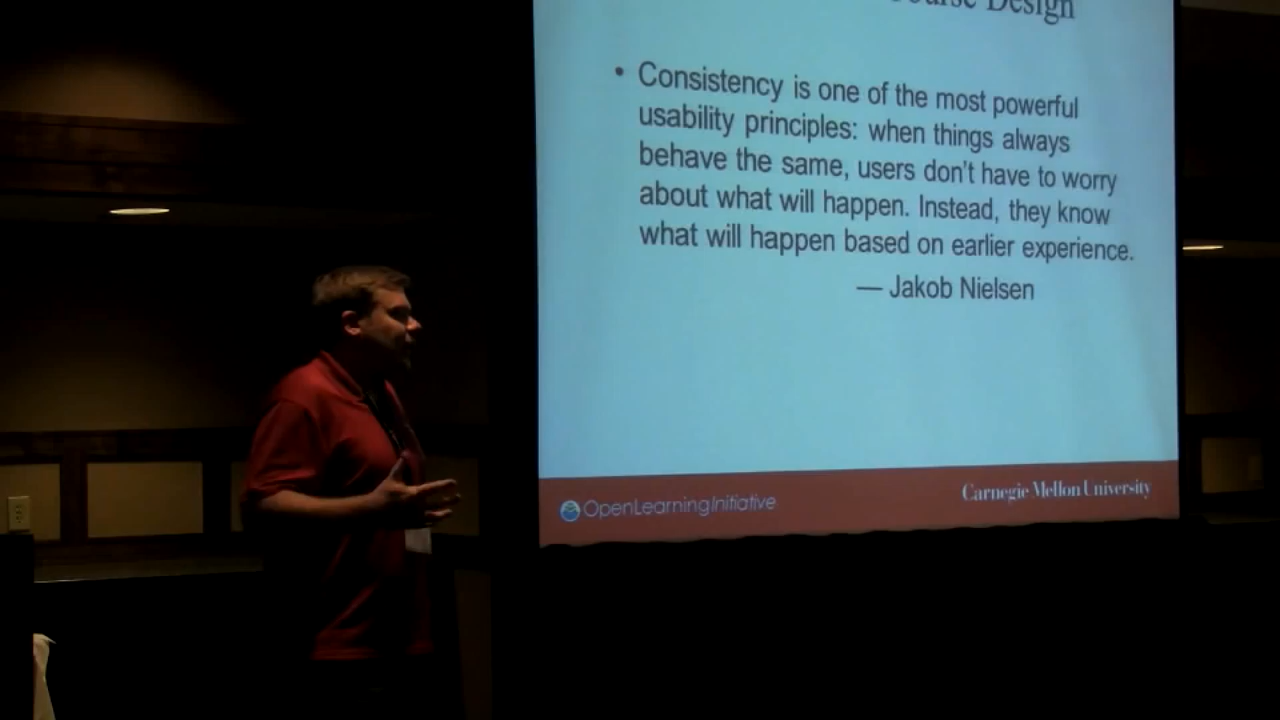 Course Design
• Consistency is one of the most powerful
usability principles: when things always
behave the same, users don't have to worry
about what will happen. Instead, they know
what will happen based on earlier experience.
— Jakob Nielsen
OpenLearningInitiative
Carnegie Mellon University